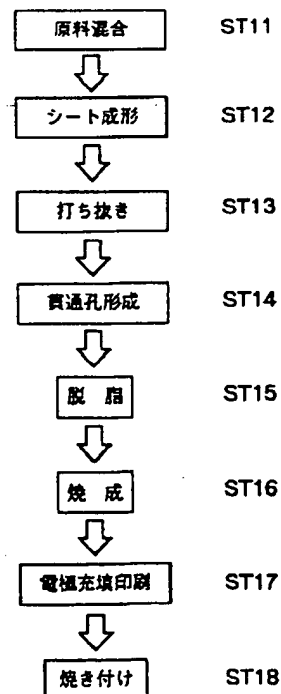 原料混合 ST11
シート成形 ST12
打ち抜き ST13
貫通孔形成 ST14
脱 脂 ST15
焼 成 ST16
電極充填印刷 ST17
焼き付け ST18